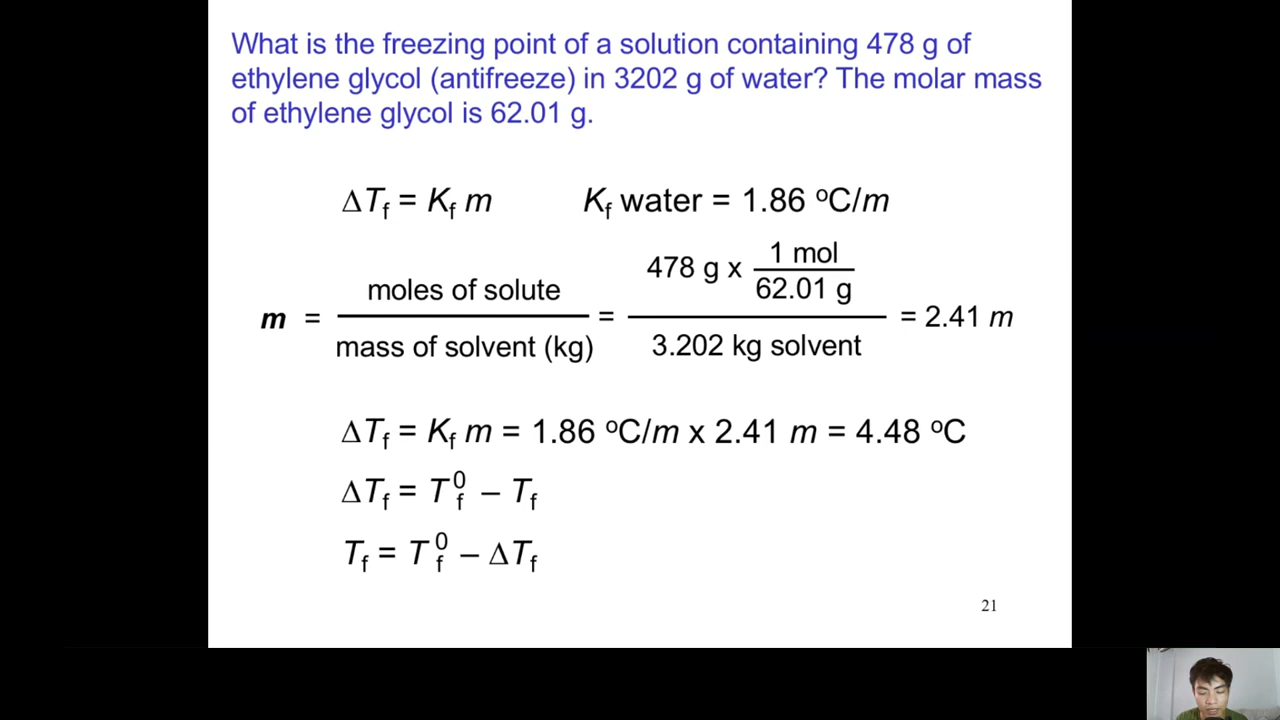 What is the freezing point of a solution containing 478 g of
ethylene glycol (antifreeze) in 3202 g of water? The molar mass
of ethylene glycol is 62.01 g.
ΔTf = Kf m    Kf water = 1.86 ºC/m
m = moles of solute / mass of solvent (kg) = 478 g x 1 mol / 62.01 g / 3.202 kg solvent = 2.41 m
ΔTf = Kf m = 1.86 ºC/m x 2.41 m = 4.48 ºC
ΔTf = T⁰f – Tf
Tf = T⁰f – ΔTf
21